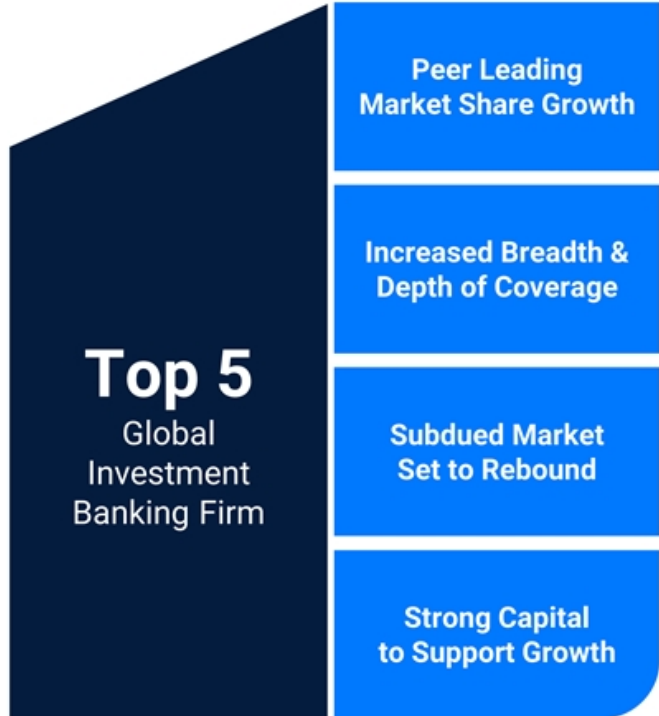 Top 5
Global
Investment
Banking Firm
Peer Leading
Market Share Growth
Increased Breadth &
Depth of Coverage
Subdued Market
Set to Rebound
Strong Capital
to Support Growth